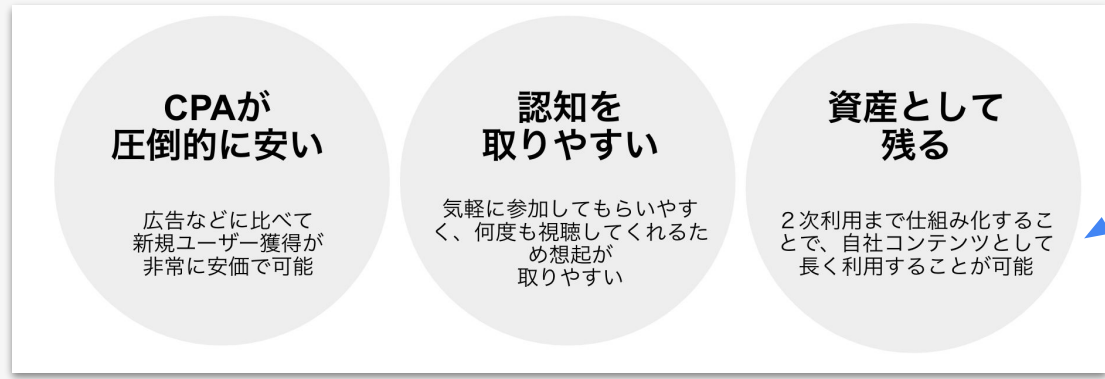 CPAが
圧倒的に安い
広告などに比べて
新規ユーザー獲得が
非常に安価で可能
認知を
取りやすい
気軽に参加してもらいやす
く、何度も視聴してくれるた
め想起が
取りやすい
資産として
残る
２次利用まで仕組み化するこ
とで、自社コンテンツとして
長く利用することが可能